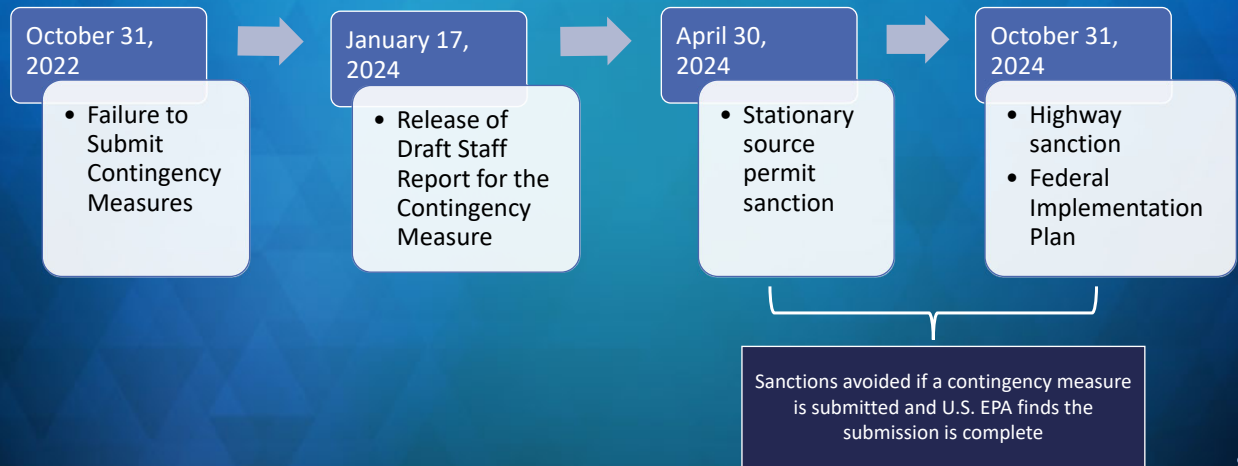 October 31,
2022
• Failure to
Submit
Contingency
Measures
January 17,
2024
• Release of
Draft Staff
Report for the
Contingency
Measure
April 30,
2024
• Stationary
source
permit
sanction
October 31,
2024
• Highway
sanction
• Federal
Implementation
Plan
Sanctions avoided if a contingency measure
is submitted and U.S. EPA finds the
submission is complete